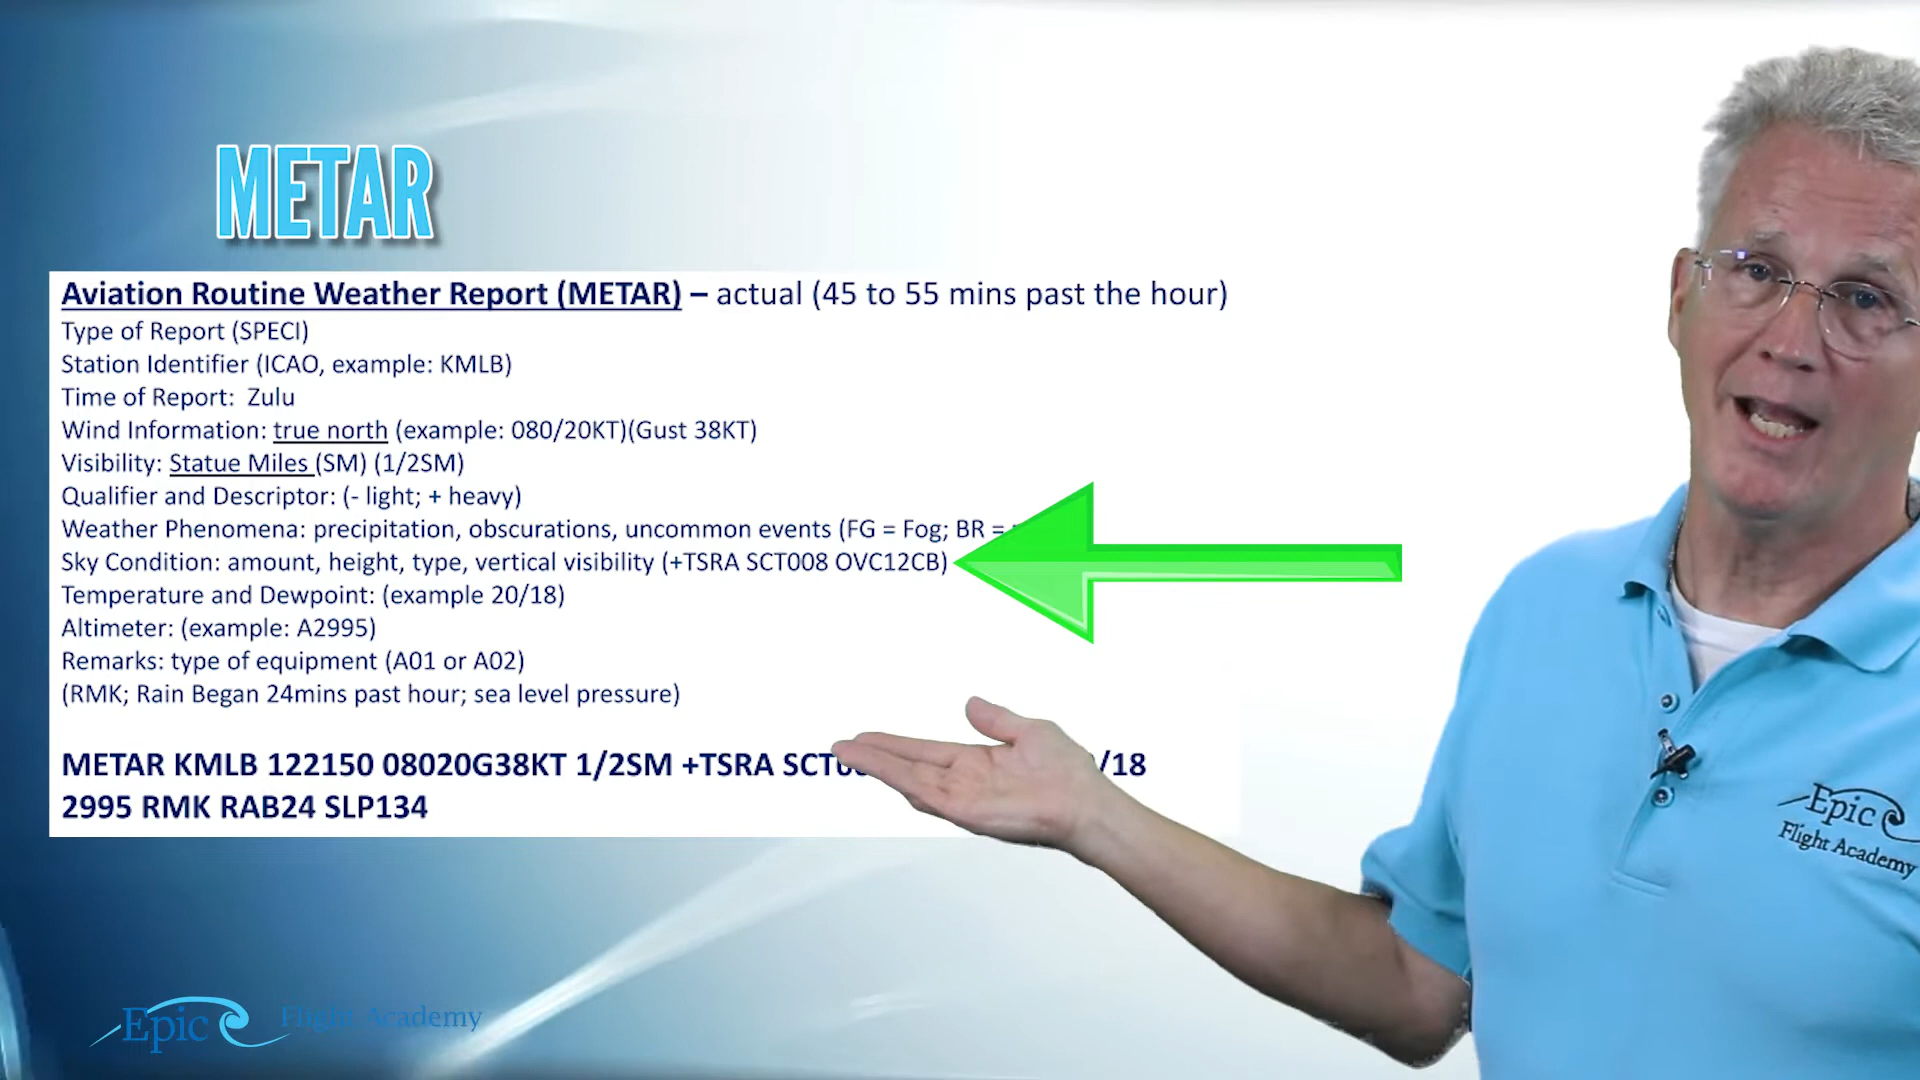 METAR
Aviation Routine Weather Report (METAR) – actual (45 to 55 mins past the hour)
Type of Report (SPECI)
Station Identifier (ICAO, example: KMLB)
Time of Report: Zulu
Wind Information: true north (example: 080/20KT)(Gust 38KT)
Visibility: Statue Miles (SM) (1/2SM)
Qualifier and Descriptor: (- light; + heavy)
Weather Phenomena: precipitation, obscurations, uncommon events (FG = Fog; BR =
Sky Condition: amount, height, type, vertical visibility (+TSRA SCT008 OVC12CB)
Temperature and Dewpoint: (example 20/18)
Altimeter: (example: A2995)
Remarks: type of equipment (A01 or A02)
(RMK; Rain Began 24mins past hour; sea level pressure)
METAR KMLB 122150 08020G38KT 1/2SM +TSRA /18
2995 RMK RAB24 SLP134
Epic
Flight Academy
Epic Flight Academy